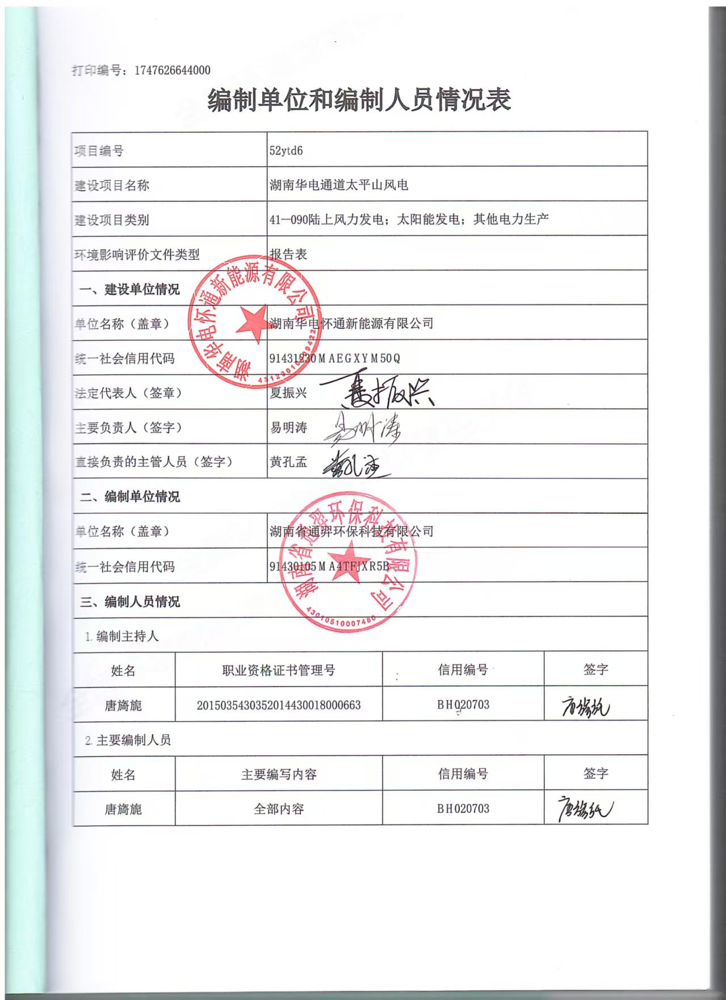 打印编号：1747626644000
编制单位和编制人员情况表
项目编号 52ytd6
建设项目名称 湖南华电通道太平山风电
建设项目类别 41—090陆上风力发电；太阳能发电；其他电力生产
环境影响评价文件类型 报告表
一、建设单位情况
单位名称（盖章） 湖南华电怀通新能源有限公司
统一社会信用代码 91431230MAEGXYM50Q
法定代表人（签章） 夏振兴 夏振兴
主要负责人（签字） 易明涛 易明涛
直接负责的主管人员（签字） 黄孔孟 黄孔孟
湖南华电怀通新能源有限公司
二、编制单位情况
单位名称（盖章） 湖南省通羿环保科技有限公司
统一社会信用代码 91430105MA4TFJXR5B
湖南省通羿环保科技有限公司
43010510007460
三、编制人员情况
1.编制主持人
姓名 职业资格证书管理号 信用编号 签字
唐旖旎 2015035430352014430018000663 BH020703 唐旖旎
2.主要编制人员
姓名 主要编写内容 信用编号 签字
唐旖旎 全部内容 BH020703 唐旖旎